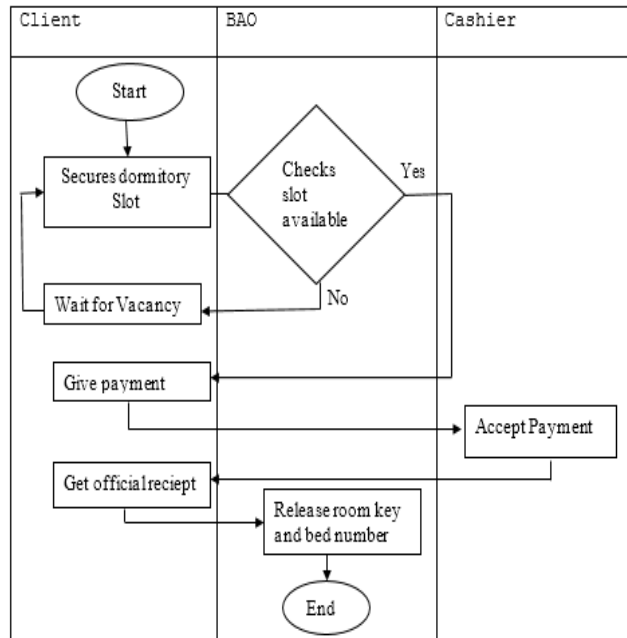 Client
BAO
Cashier
Start
Secures dormitory
Slot
Checks
slot
available
Yes
No
Wait for Vacancy
Give payment
Accept Payment
Get official reciept
Release room key
and bed number
End